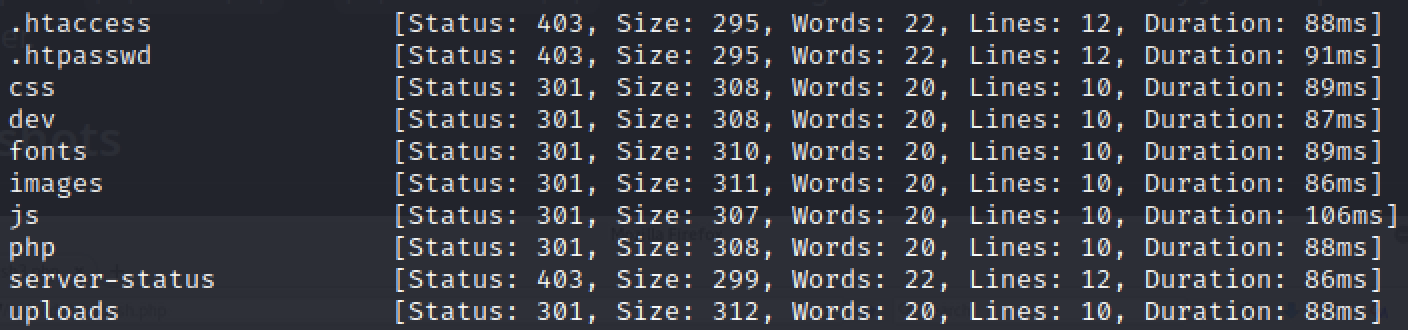 .htaccess [Status: 403, Size: 295, Words: 22, Lines: 12, Duration: 88ms]
.htpasswd [Status: 403, Size: 295, Words: 22, Lines: 12, Duration: 91ms]
css [Status: 301, Size: 308, Words: 20, Lines: 10, Duration: 89ms]
dev [Status: 301, Size: 308, Words: 20, Lines: 10, Duration: 87ms]
fonts [Status: 301, Size: 310, Words: 20, Lines: 10, Duration: 89ms]
images [Status: 301, Size: 311, Words: 20, Lines: 10, Duration: 86ms]
js [Status: 301, Size: 307, Words: 20, Lines: 10, Duration: 106ms]
php [Status: 301, Size: 308, Words: 20, Lines: 10, Duration: 88ms]
server-status [Status: 403, Size: 299, Words: 22, Lines: 12, Duration: 86ms]
uploads [Status: 301, Size: 312, Words: 20, Lines: 10, Duration: 88ms]